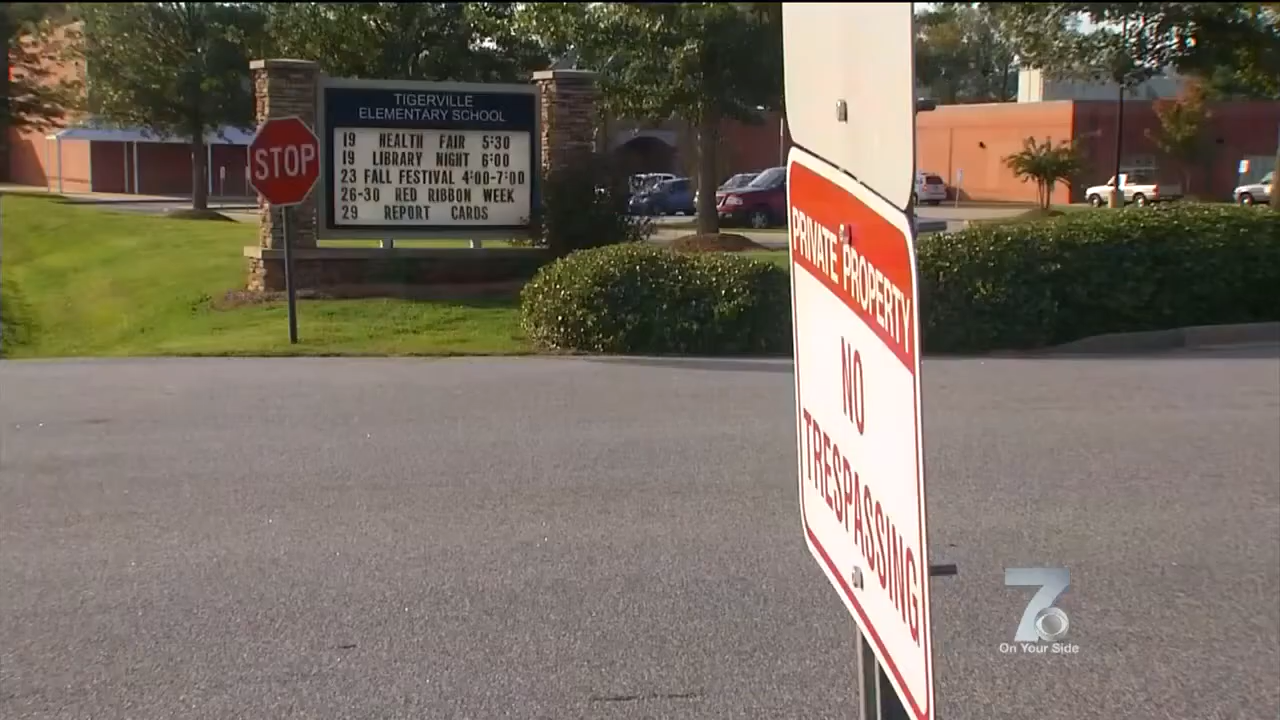 TIGERVILLE
ELEMENTARY SCHOOL
19 HEALTH FAIR 5:30
19 LIBRARY NIGHT 6:00
23 FALL FESTIVAL 4:00-7:00
26-30 RED RIBBON WEEK
29 REPORT CARDS
STOP
PRIVATE PROPERTY
NO
TRESPASSING
7
On Your Side